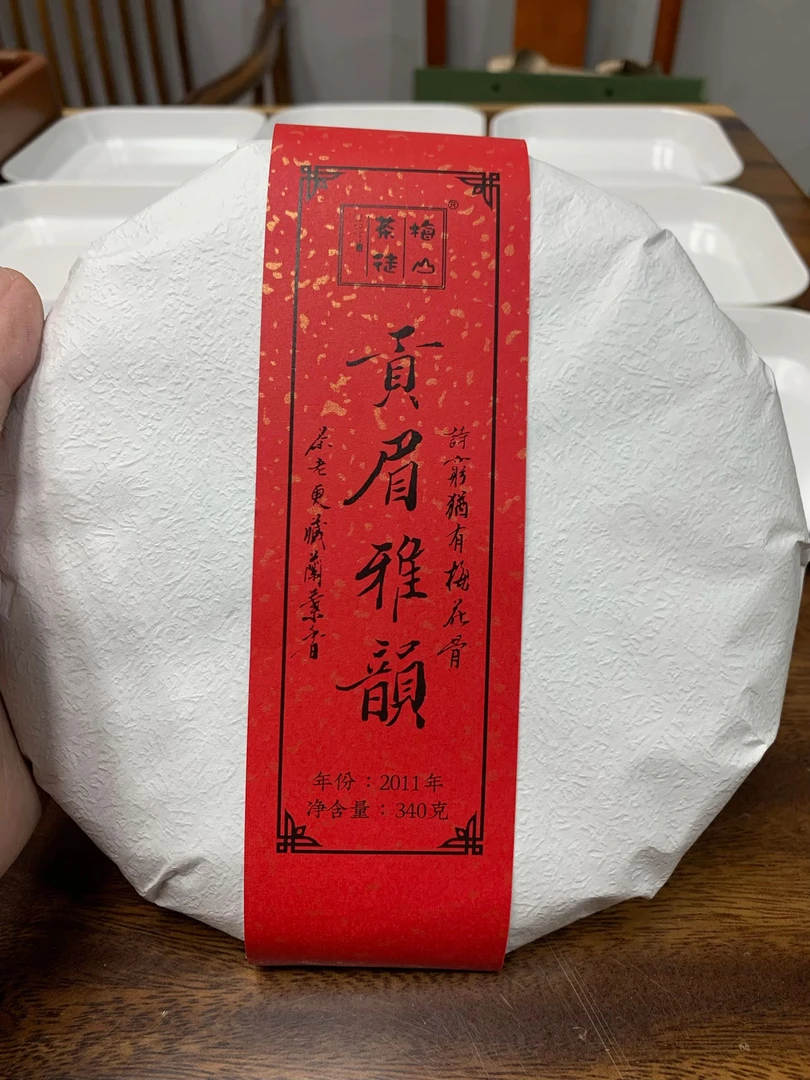 梅山
茶徒
®
貢眉雅韻
詩窮猶有梅花骨
茶老更藏蘭葉香
年份：2011年
净含量：340克